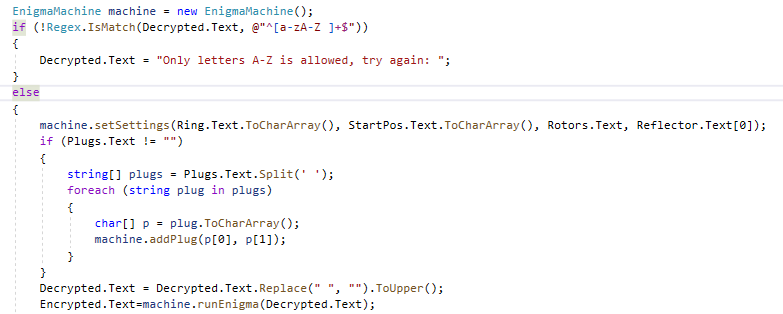 EnigmaMachine machine = new EnigmaMachine();
if (!Regex.IsMatch(Decrypted.Text, @"^[a-zA-Z ]+$"))
{
    Decrypted.Text = "Only letters A-Z is allowed, try again: ";
}
else
{
    machine.setSettings(Ring.Text.ToCharArray(), StartPos.Text.ToCharArray(), Rotors.Text, Reflector.Text[0]);
    if (Plugs.Text != "")
    {
        string[] plugs = Plugs.Text.Split(' ');
        foreach (string plug in plugs)
        {
            char[] p = plug.ToCharArray();
            machine.addPlug(p[0], p[1]);
        }
    }
    Decrypted.Text = Decrypted.Text.Replace(" ", "").ToUpper();
    Encrypted.Text=machine.runEnigma(Decrypted.Text);